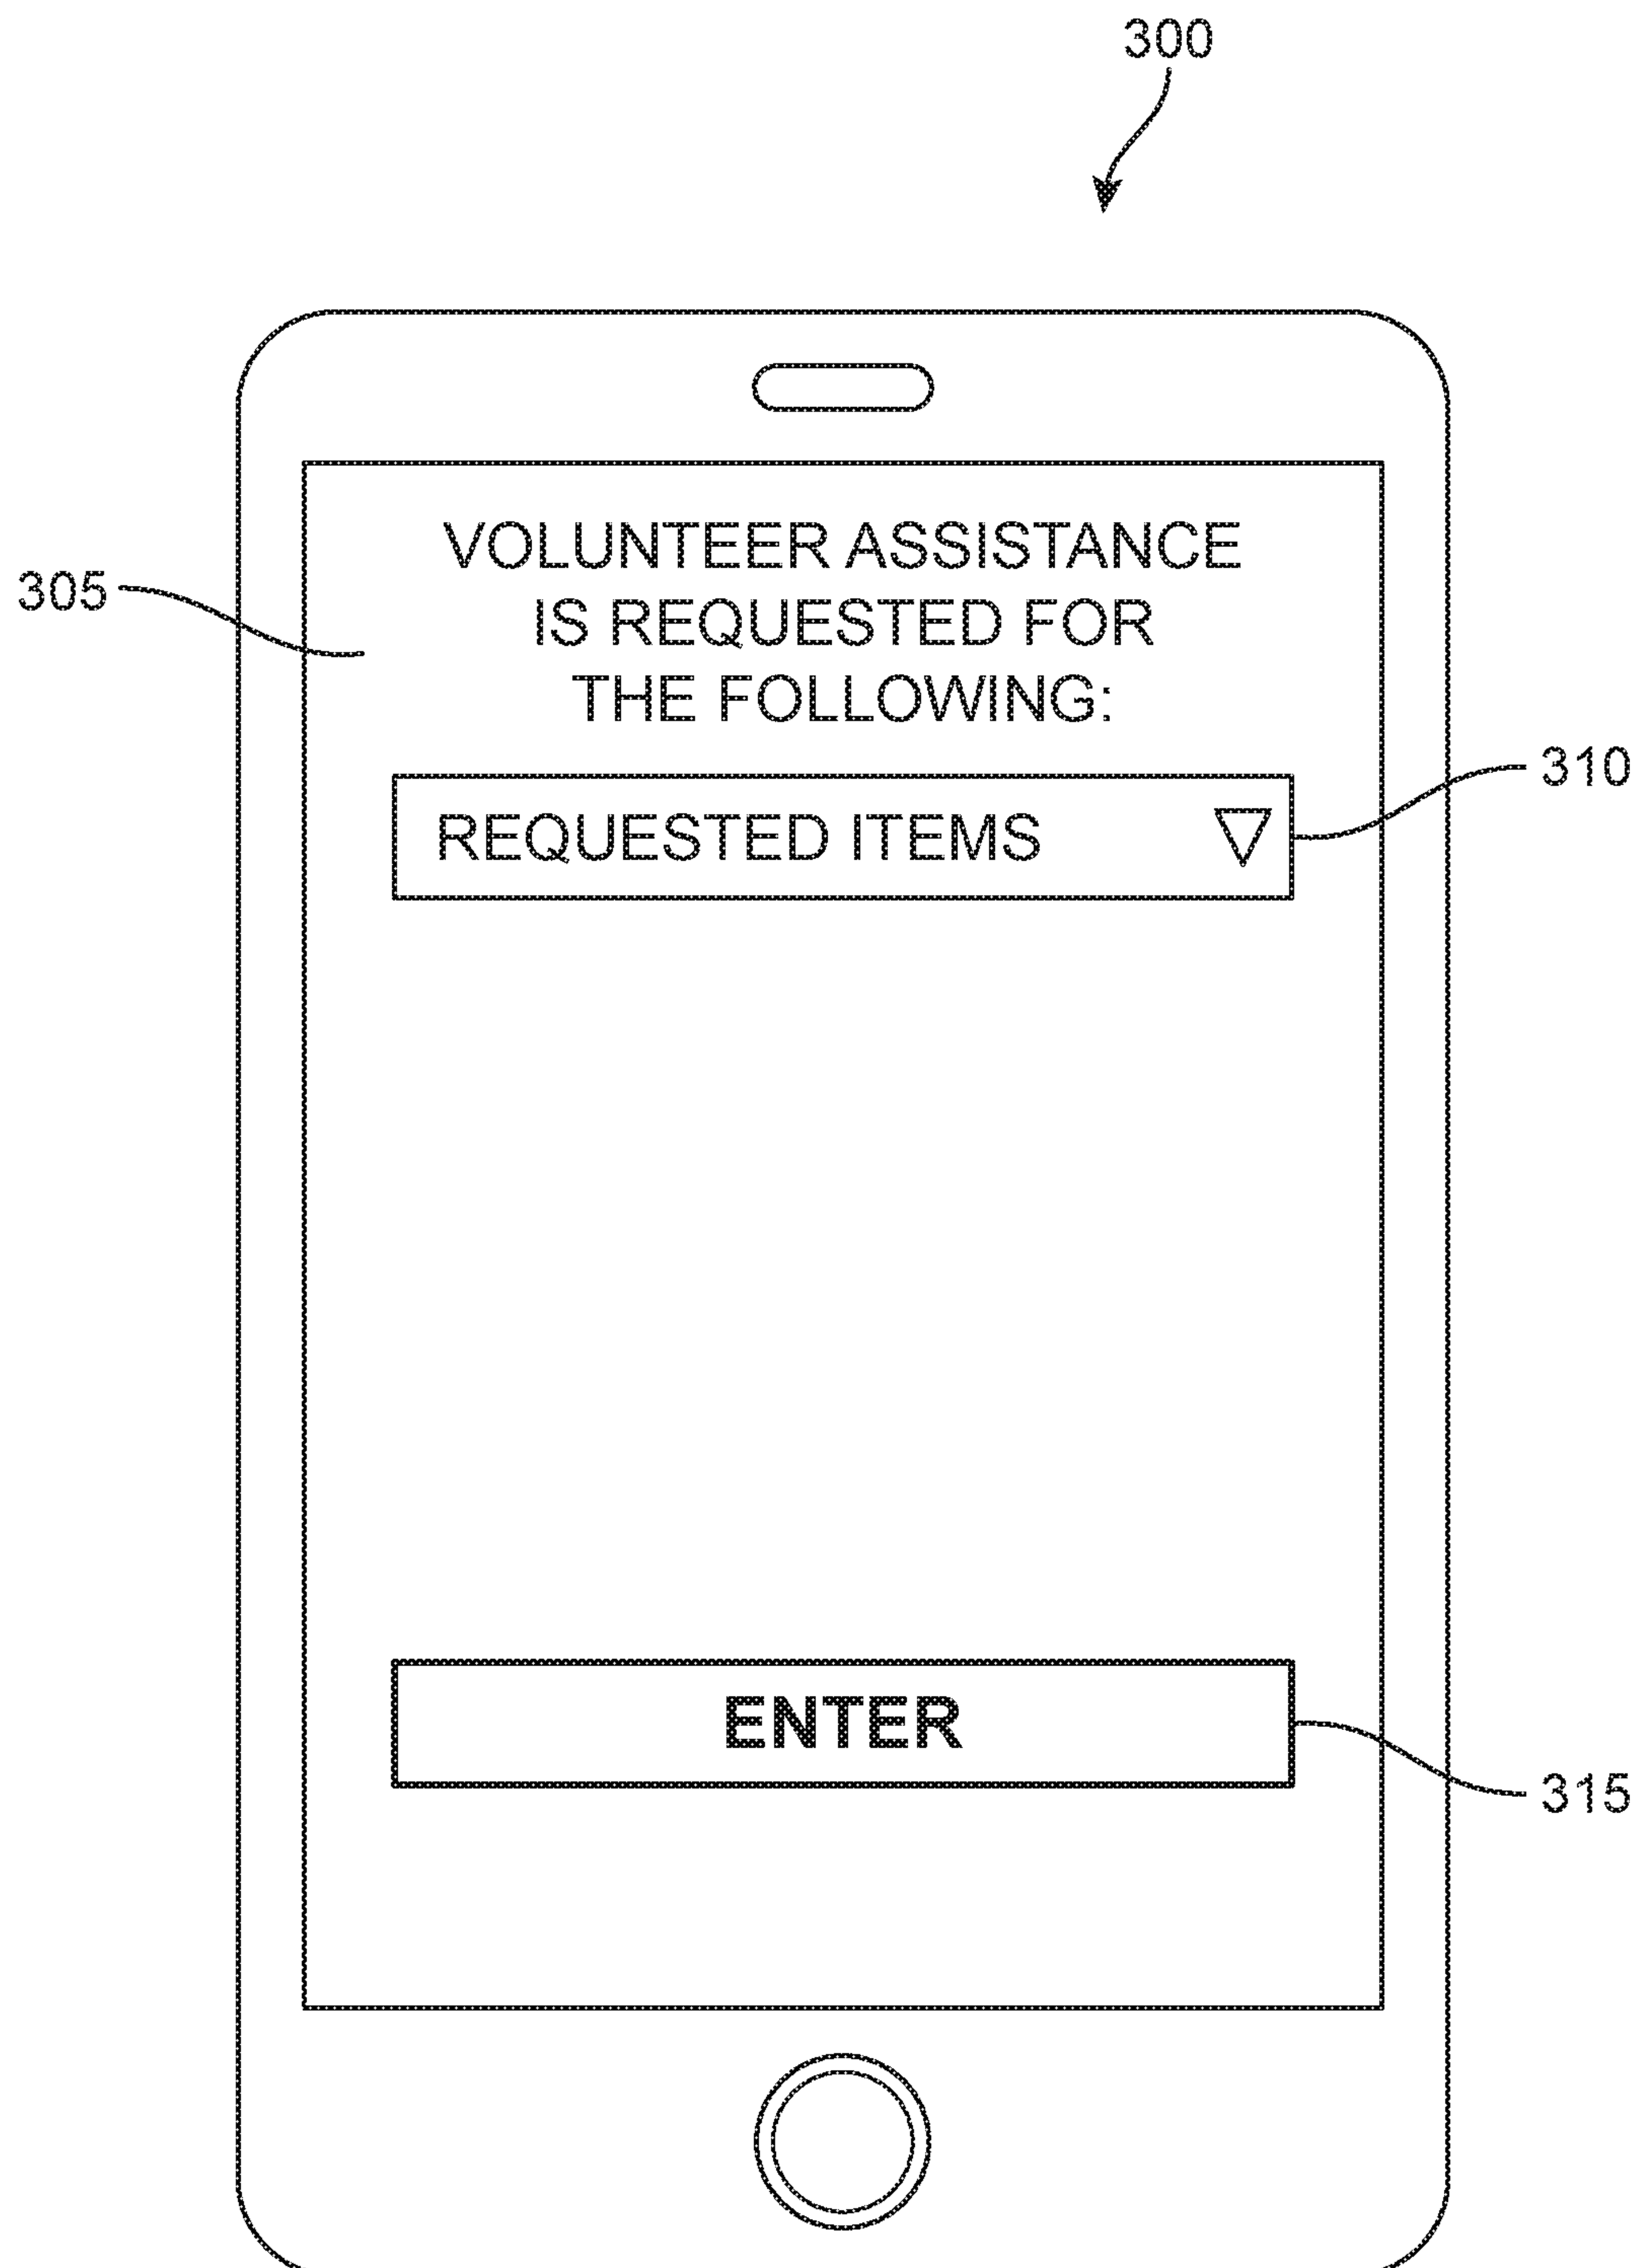 300
VOLUNTEER ASSISTANCE
IS REQUESTED FOR
THE FOLLOWING:
305
310
REQUESTED ITEMS
ENTER
315